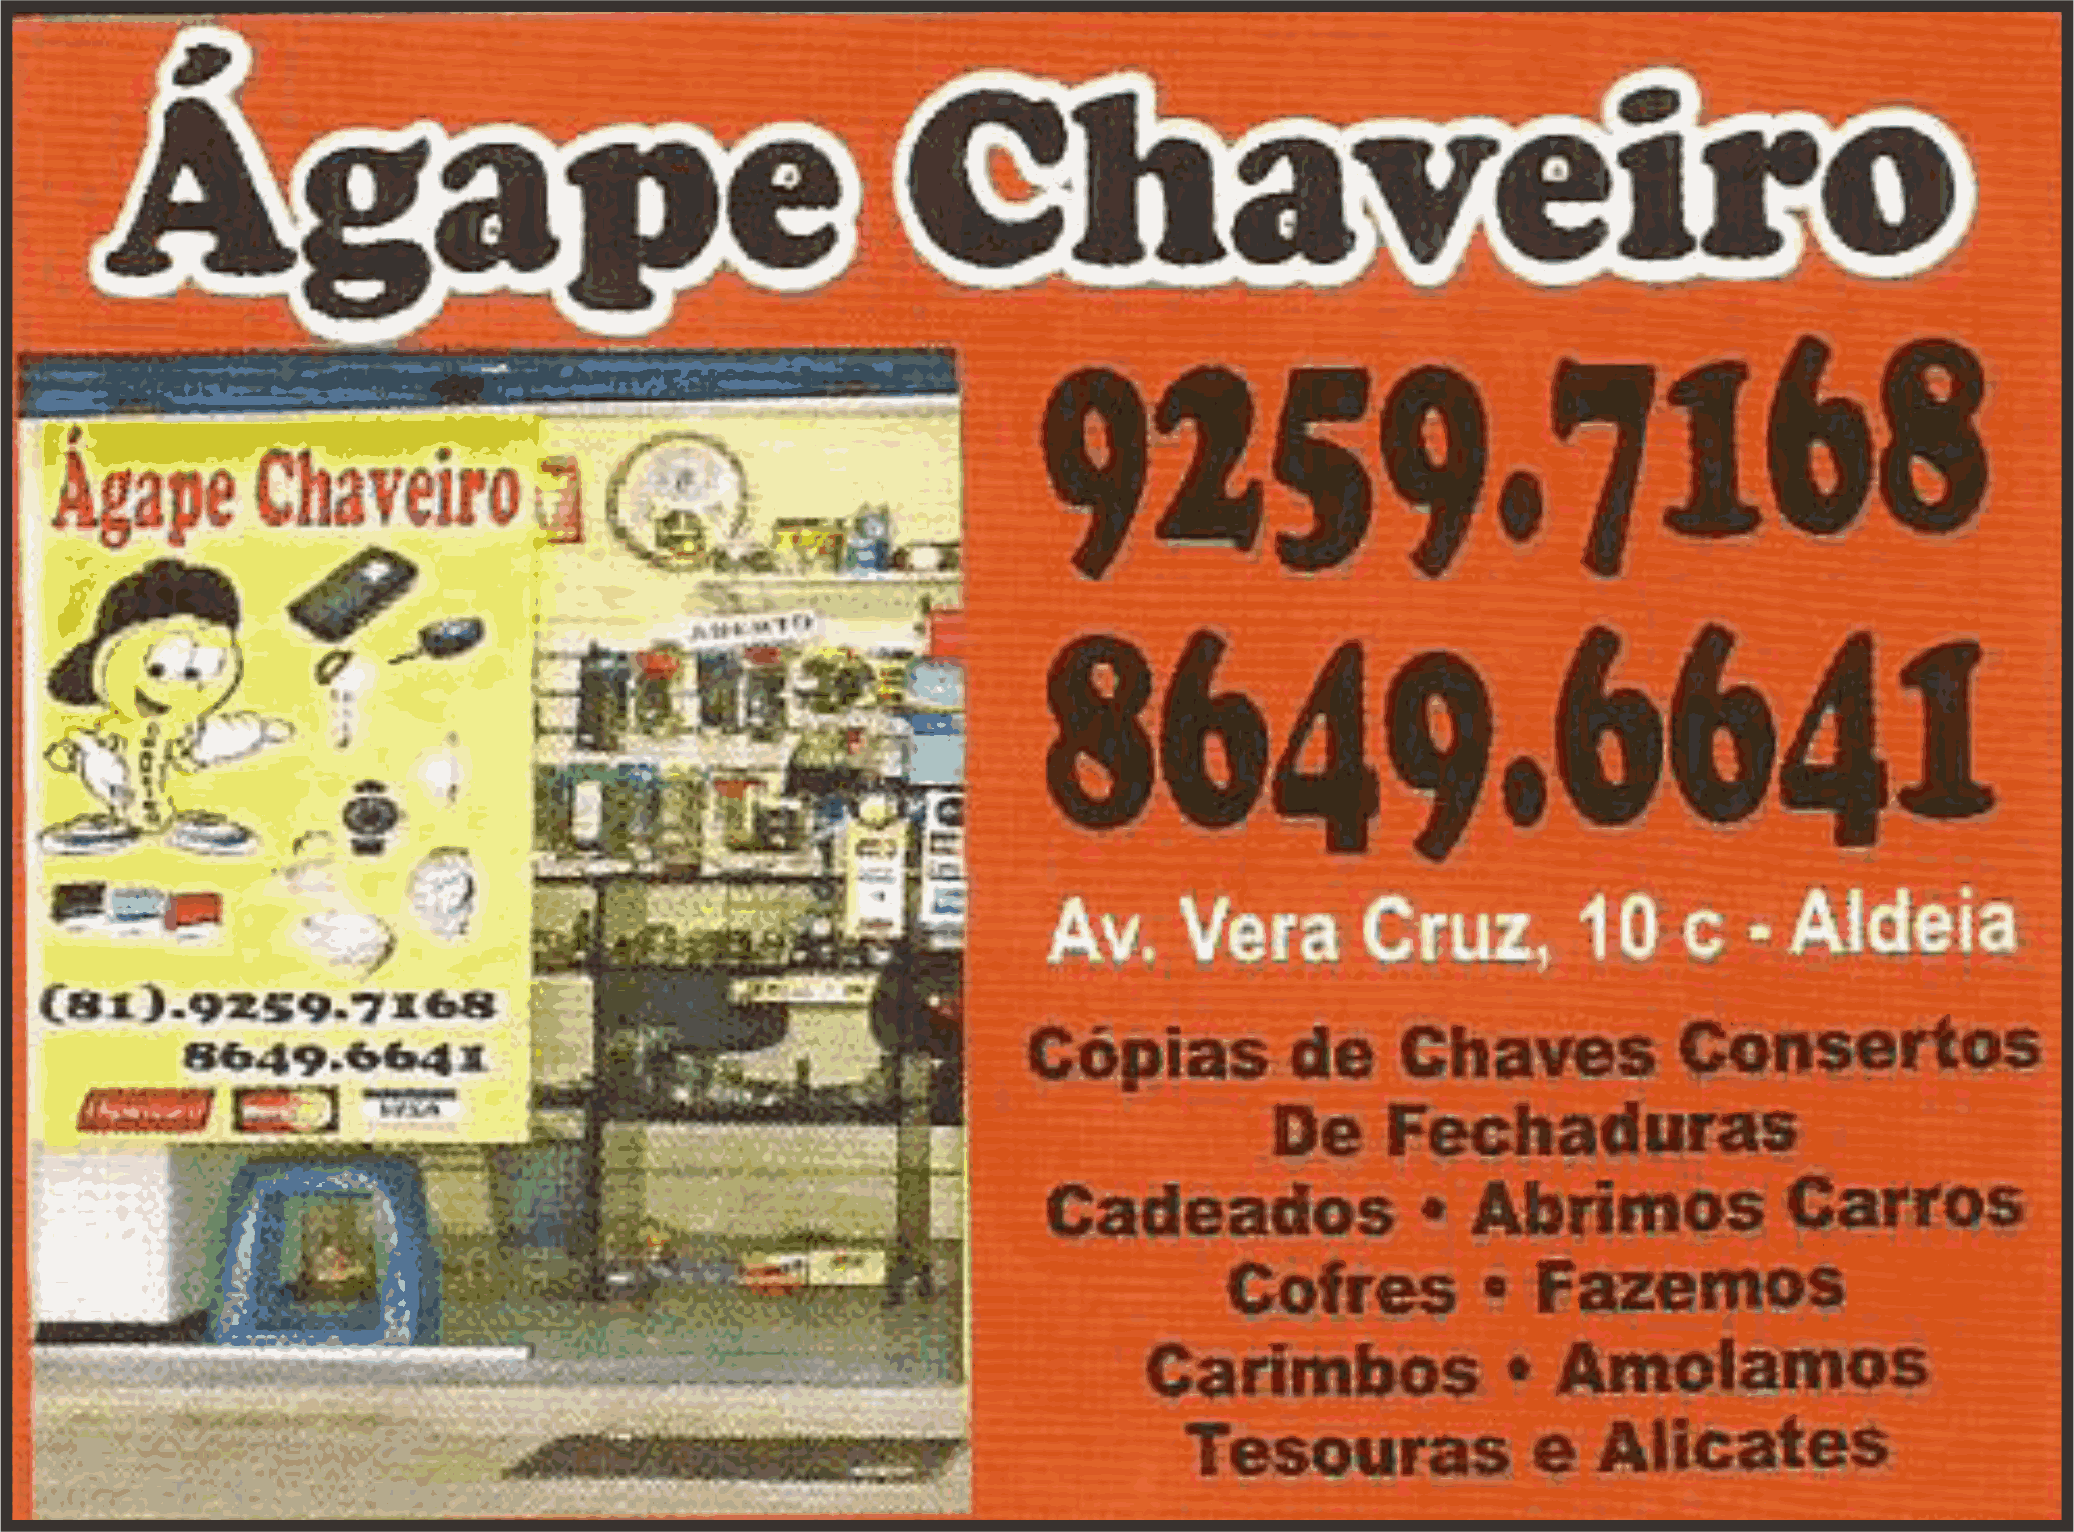 Ágape Chaveiro
9259.7168
8649.6641
Av. Vera Cruz, 10 c - Aldeia
Cópias de Chaves Consertos
De Fechaduras
Cadeados • Abrimos Carros
Cofres • Fazemos
Carimbos • Amolamos
Tesouras e Alicates
Ágape Chaveiro
(81).9259.7168
8649.6641
VISA
ABERTO